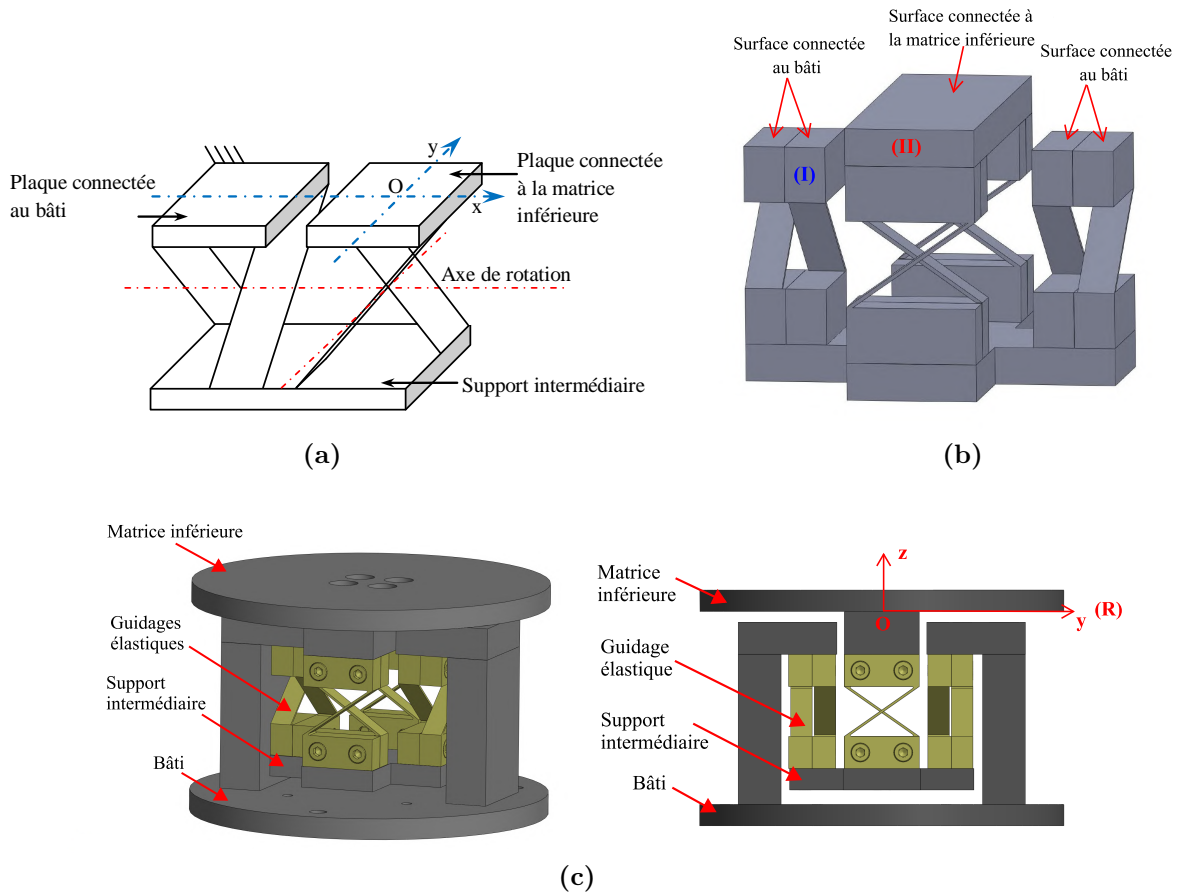 Plaque connectée
au bâti
y
O
x
Plaque connectée
à la matrice
inférieure
Axe de rotation
Support intermédiaire
(a)
Surface connectée
au bâti
Surface connectée à
la matrice inférieure
Surface connectée
au bâti
(I)
(II)
(b)
Matrice inférieure
Guidages
élastiques
Support
intermédiaire
Bâti
Matrice
inférieure
z
O
y
(R)
Guidage
élastique
Support
intermédiaire
Bâti
(c)